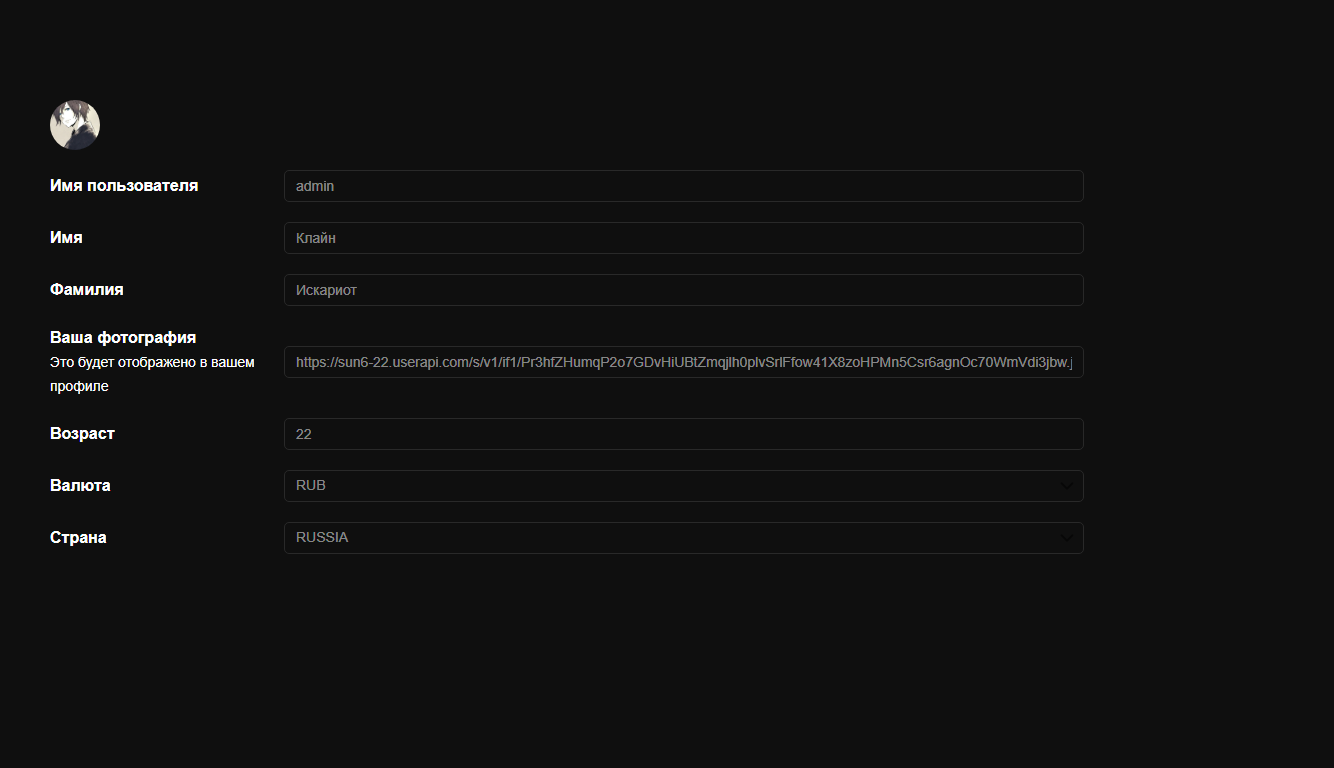 Имя пользователя
admin
Имя
Клайн
Фамилия
Искариот
Ваша фотография
Это будет отображено в вашем
профиле
https://sun6-22.userapi.com/s/v1/if1/Pr3hfZHumqP2o7GDvHiUBtZmqjlh0plvSrlFfow41X8zoHPMn5Csr6agnOc70WmVdi3jbw.j
Возраст
22
Валюта
RUB
Страна
RUSSIA